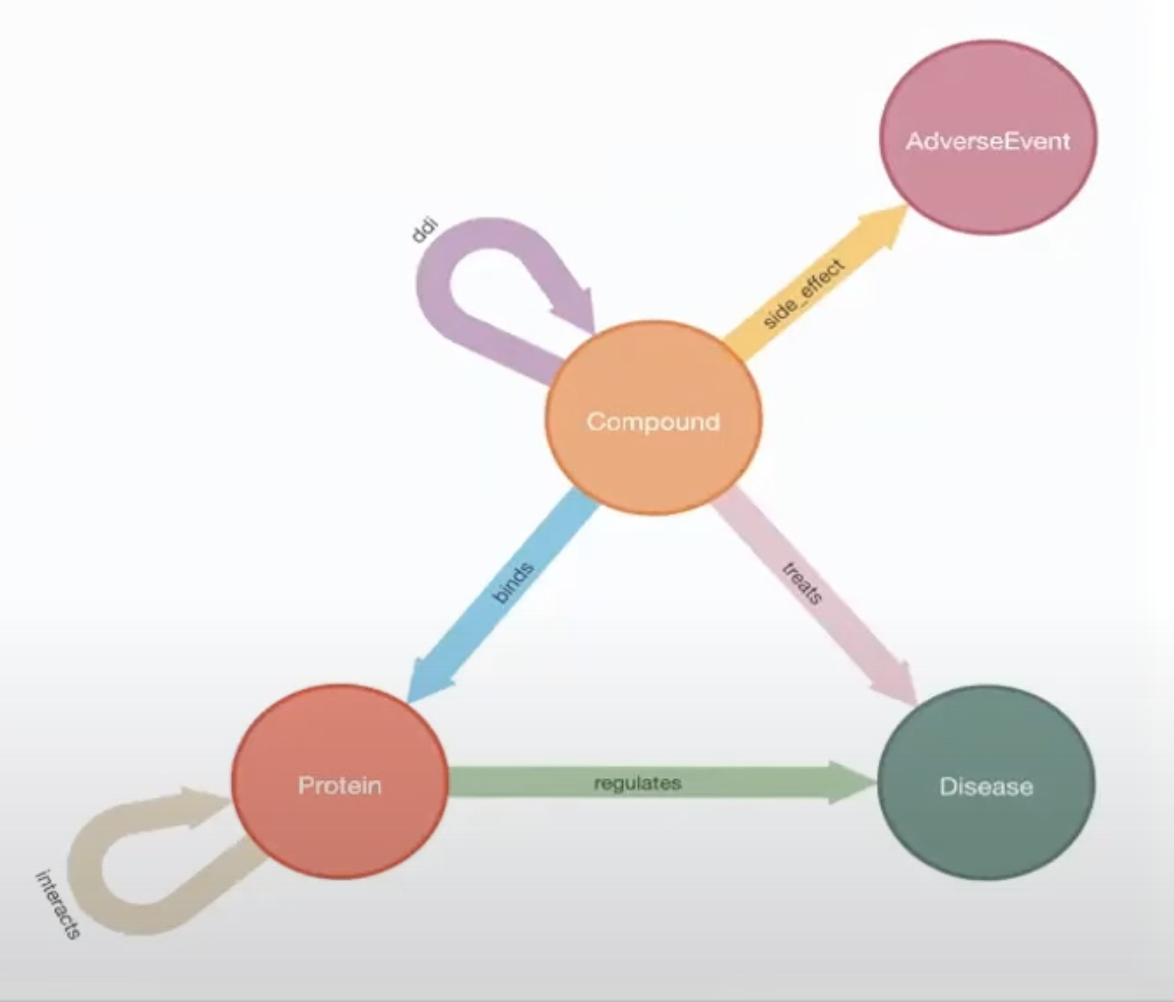 AdverseEvent
ddi
side_effect
Compound
binds
treats
Protein
regulates
Disease
interacts